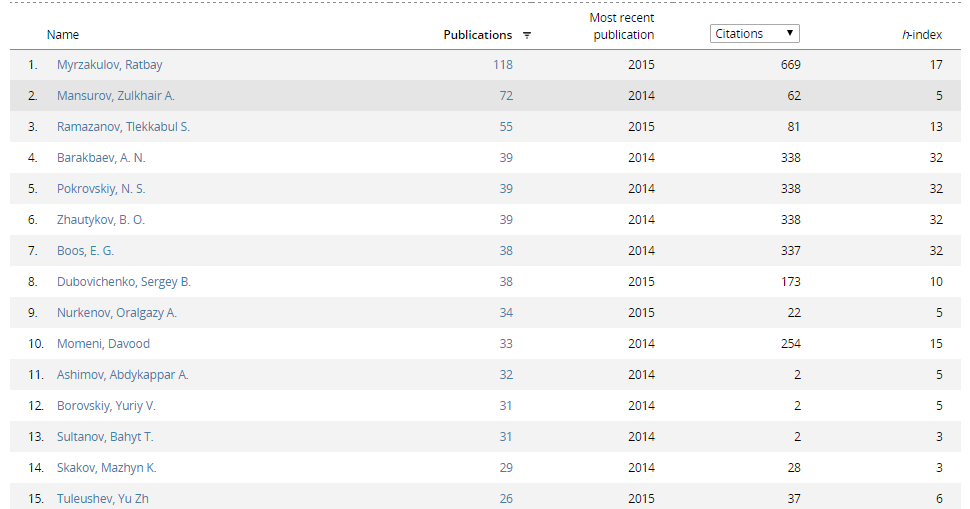 Name Publications Most recent publication Citations h-index
1. Myrzakulov, Ratbay 118 2015 669 17
2. Mansurov, Zulkhair A. 72 2014 62 5
3. Ramazanov, Tlekkabul S. 55 2015 81 13
4. Barakbaev, A. N. 39 2014 338 32
5. Pokrovskiy, N. S. 39 2014 338 32
6. Zhautykov, B. O. 39 2014 338 32
7. Boos, E. G. 38 2014 337 32
8. Dubovichenko, Sergey B. 38 2015 173 10
9. Nurkenov, Oralgazy A. 34 2015 22 5
10. Momeni, Davood 33 2014 254 15
11. Ashimov, Abdykappar A. 32 2014 2 5
12. Borovskiy, Yuriy V. 31 2014 2 5
13. Sultanov, Bahyt T. 31 2014 2 3
14. Skakov, Mazhyn K. 29 2014 28 3
15. Tuleushev, Yu Zh 26 2015 37 6